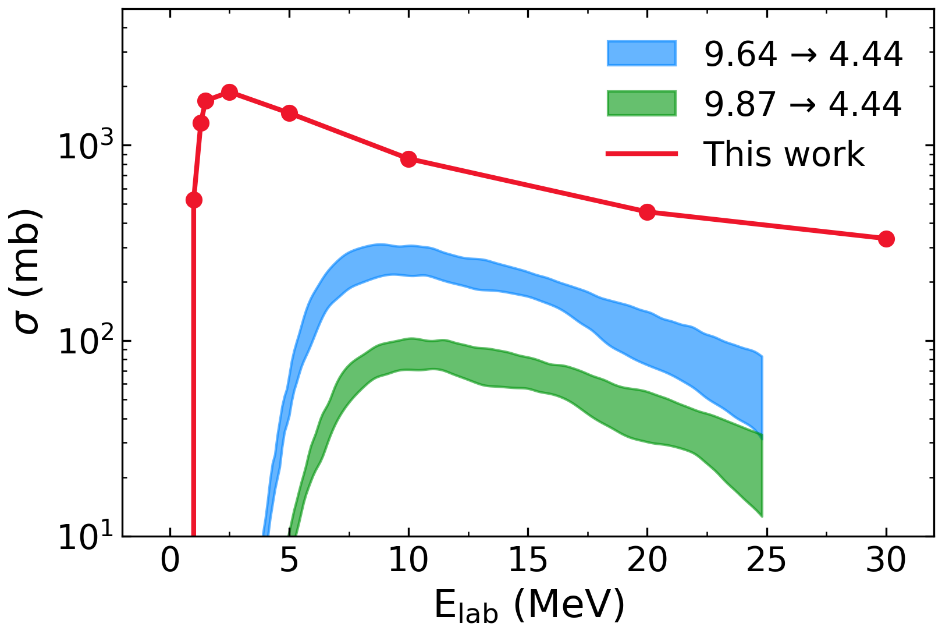 9.64 → 4.44
9.87 → 4.44
This work
σ (mb)
10³
10²
10¹
0 5 10 15 20 25 30
E_lab (MeV)